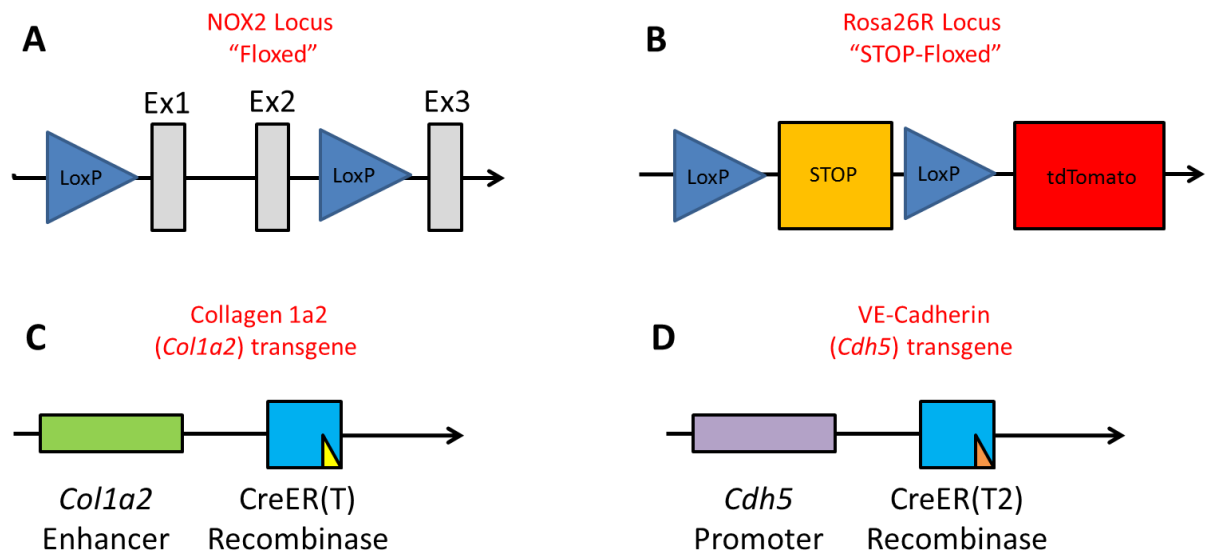 A
NOX2 Locus
“Floxed”
Ex1 Ex2 Ex3
LoxP LoxP
B
Rosa26R Locus
“STOP-Floxed”
LoxP STOP LoxP tdTomato
C
Collagen 1a2
(Col1a2) transgene
Col1a2 CreER(T)
Enhancer Recombinase
D
VE-Cadherin
(Cdh5) transgene
Cdh5 CreER(T2)
Promoter Recombinase